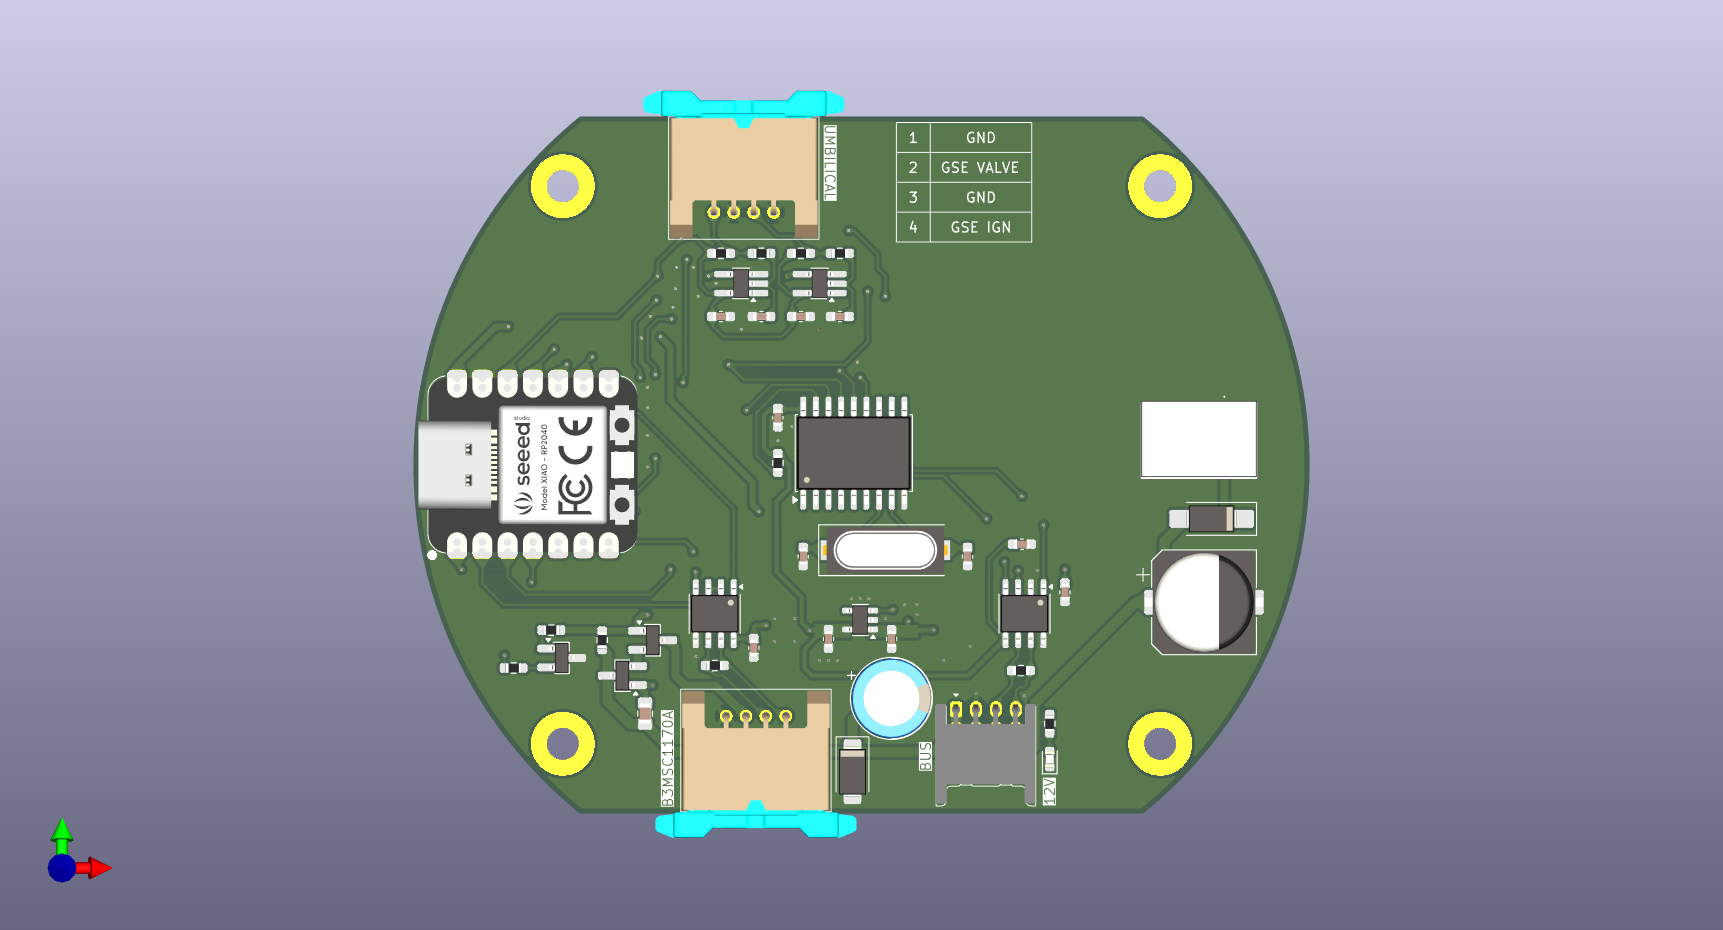 UMBILICAL
1 GND
2 GSE VALVE
3 GND
4 GSE IGN
seeed
studio
Model XIAO - RP2040
FCC CE
+
+
B3MSC1170A
BUS
12V